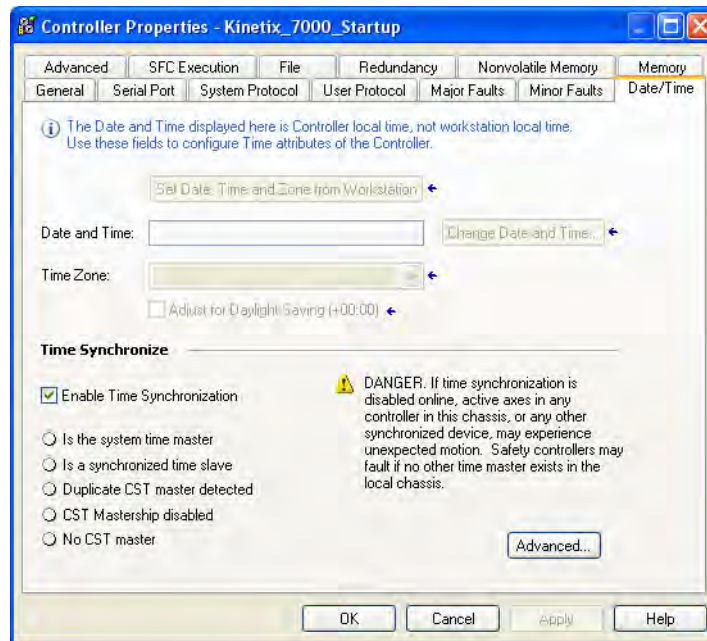 Controller Properties - Kinetix_7000_Startup
Advanced SFC Execution File Redundancy Nonvolatile Memory Memory
General Serial Port System Protocol User Protocol Major Faults Minor Faults Date/Time
The Date and Time displayed here is Controller local time, not workstation local time.
Use these fields to configure Time attributes of the Controller.
Set Date, Time and Zone from Workstation
Date and Time: Change Date and Time...
Time Zone:
Adjust for Daylight Saving (+00:00)
Time Synchronize
Enable Time Synchronization
Is the system time master
Is a synchronized time slave
Duplicate CST master detected
CST Mastership disabled
No CST master
DANGER. If time synchronization is
disabled online, active axes in any
controller in this chassis, or any other
synchronized device, may experience
unexpected motion. Safety controllers may
fault if no other time master exists in the
local chassis.
Advanced...
OK Cancel Apply Help